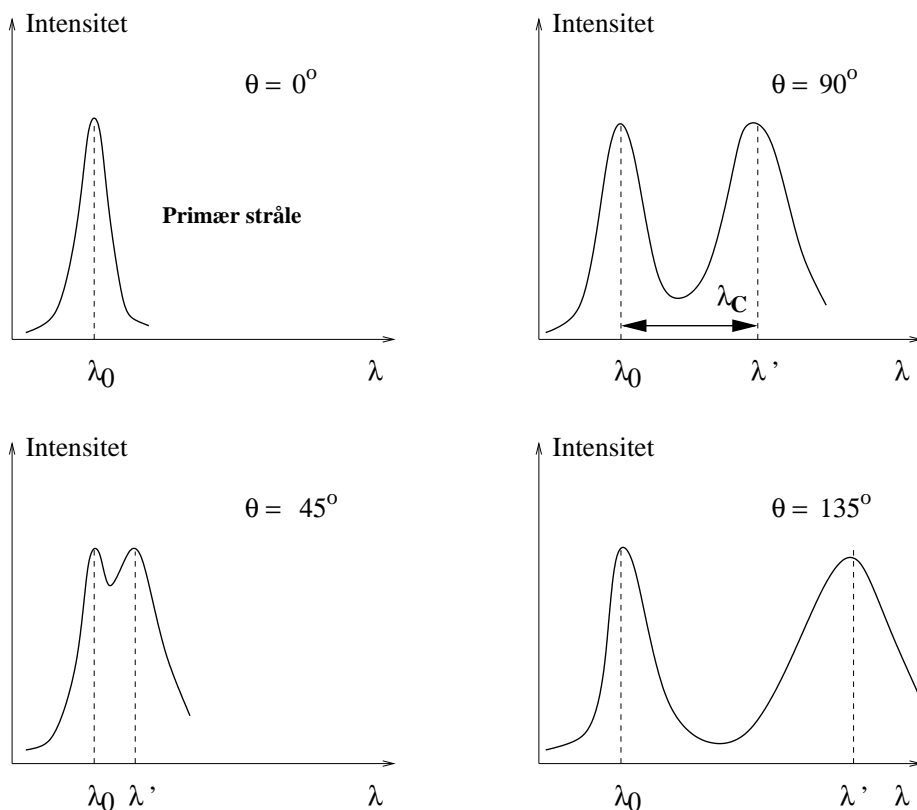 Intensitet
θ = 0°
Primær stråle
λ0
λ
Intensitet
θ = 90°
λC
λ0
λ'
λ
Intensitet
θ = 45°
λ0
λ'
λ
Intensitet
θ = 135°
λ0
λ'
λ